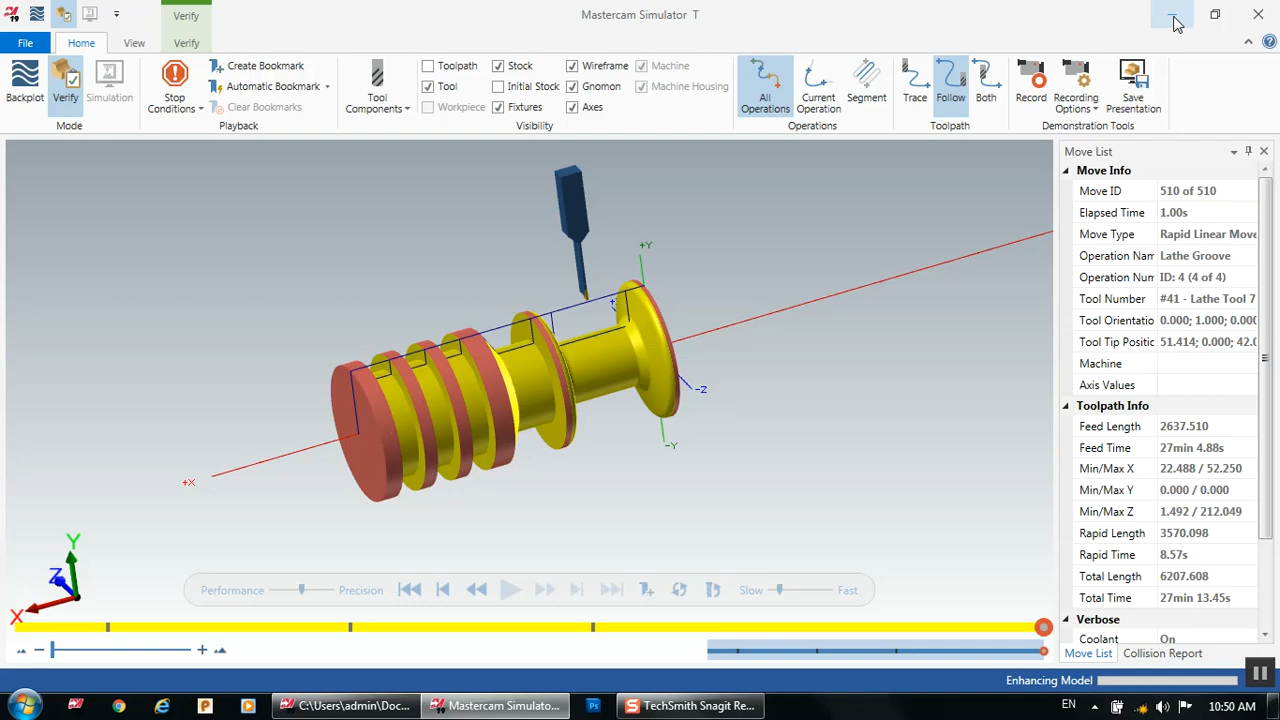 Verify
Mastercam Simulator T
File
Home
View
Verify
Backplot
Verify
Simulation
Mode
Stop
Conditions
Create Bookmark
Automatic Bookmark
Clear Bookmarks
Playback
Tool
Components
Toolpath
Tool
Workpiece
Stock
Initial Stock
Fixtures
Wireframe
Gnomon
Axes
Machine
Machine Housing
Visibility
All
Operations
Current
Operation
Segment
Operations
Trace
Follow
Both
Toolpath
Record
Recording
Options
Save
Presentation
Demonstration Tools
Move List
Move Info
Move ID 510 of 510
Elapsed Time 1.00s
Move Type Rapid Linear Move
Operation Nam Lathe Groove
Operation Num ID: 4 (4 of 4)
Tool Number #41 - Lathe Tool 7
Tool Orientatio 0.000; 1.000; 0.000
Tool Tip Positic 51.414; 0.000; 42.0
Machine
Axis Values
Toolpath Info
Feed Length 2637.510
Feed Time 27min 4.88s
Min/Max X 22.488 / 52.250
Min/Max Y 0.000 / 0.000
Min/Max Z 1.492 / 212.049
Rapid Length 3570.098
Rapid Time 8.57s
Total Length 6207.608
Total Time 27min 13.45s
Verbose
Coolant On
Move List
Collision Report
+Y
-Z
-Y
+X
Y
Z
X
Performance
Precision
Slow
Fast
Enhancing Model
C:\Users\admin\Doc...
Mastercam Simulato...
TechSmith Snagit Re...
EN
10:50 AM